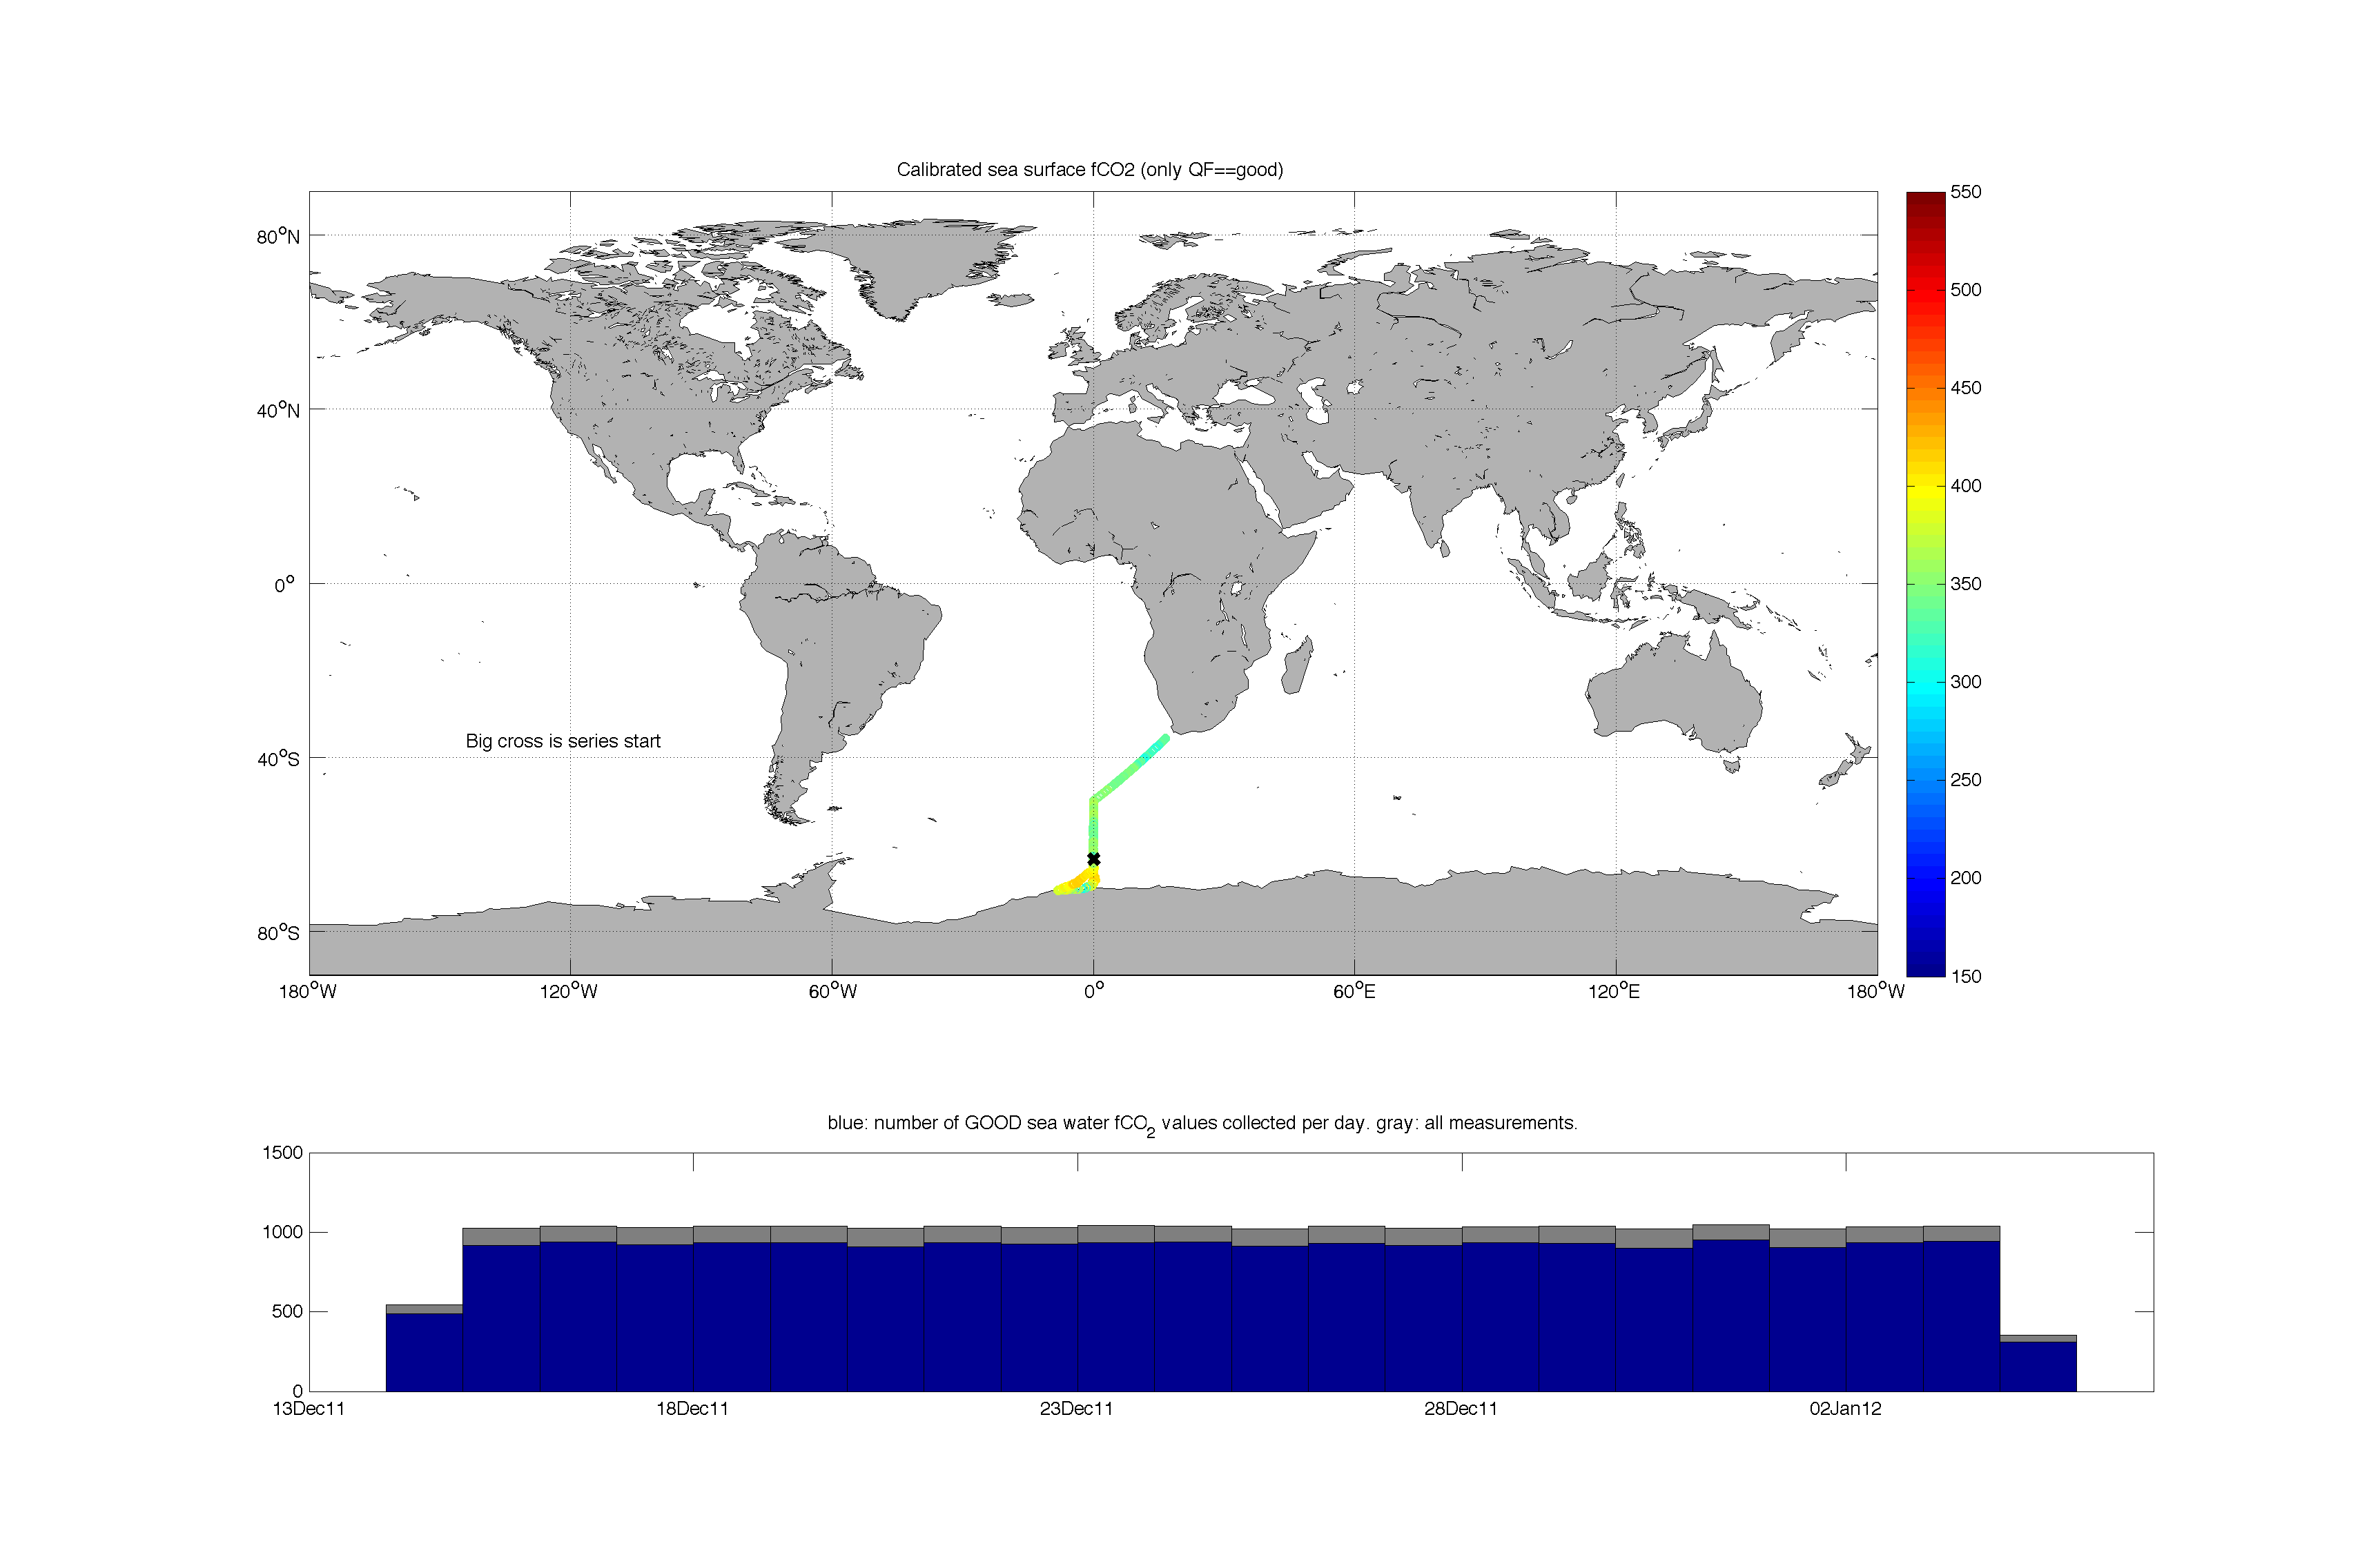 Calibrated sea surface fCO2 (only QF==good)
80°N
40°N
0°
40°S
80°S
Big cross is series start
180°W 120°W 60°W 0° 60°E 120°E 180°W
550
500
450
400
350
300
250
200
150
blue: number of GOOD sea water fCO₂ values collected per day. gray: all measurements.
1500
1000
500
0
13Dec11 18Dec11 23Dec11 28Dec11 02Jan12